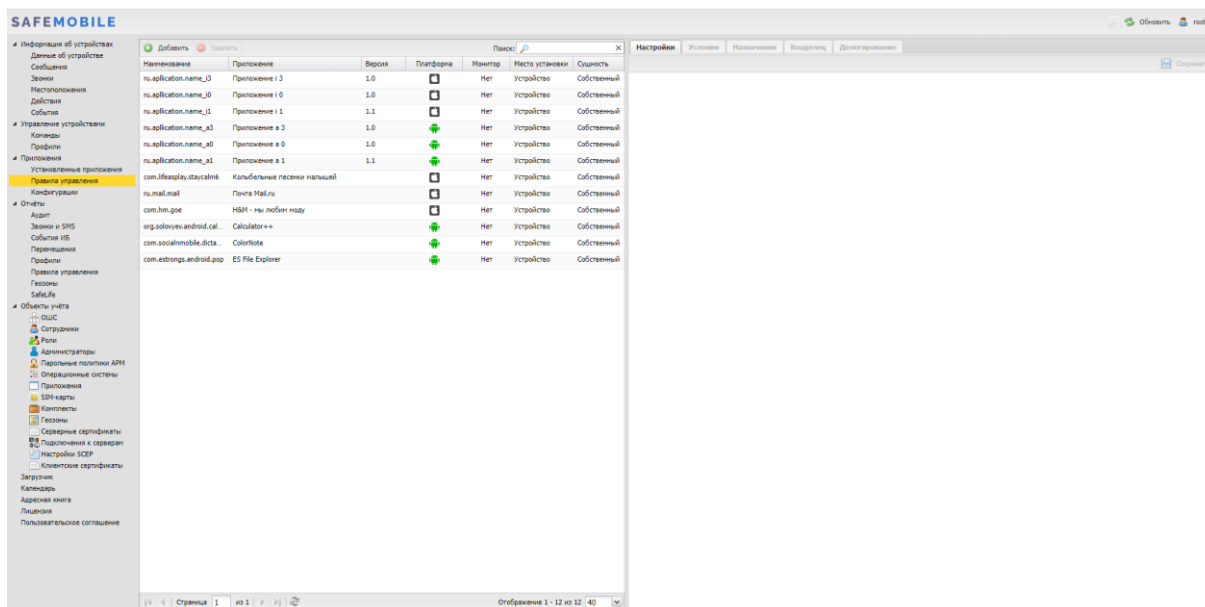 SAFEMOBILE
Обновить root
Информация об устройствах
Данные об устройстве
Сообщения
Звонки
Местоположения
Действия
События
Управление устройствами
Команды
Профили
Приложения
Установленные приложения
Правила управления
Конфигурации
Отчёты
Аудит
Звонки и SMS
События ИБ
Перемещения
Профили
Правила управления
Геозоны
SafeLife
Объекты учёта
ОШС
Сотрудники
Роли
Администраторы
Парольные политики АРМ
Операционные системы
Приложения
SIM-карты
Комплекты
Геозоны
Серверные сертификаты
Подключения к серверам
Настройки SCEP
Клиентские сертификаты
Загрузчик
Календарь
Адресная книга
Лицензия
Пользовательское соглашение
Добавить Удалить Поиск:
Наименование Приложение Версия Платформа Монитор Место установки Сущность
ru.apllication.name_i3 Приложение i 3 1.0 Нет Устройство Собственный
ru.apllication.name_i0 Приложение i 0 1.0 Нет Устройство Собственный
ru.apllication.name_i1 Приложение i 1 1.1 Нет Устройство Собственный
ru.apllication.name_a3 Приложение a 3 1.0 Нет Устройство Собственный
ru.apllication.name_a0 Приложение a 0 1.0 Нет Устройство Собственный
ru.apllication.name_a1 Приложение a 1 1.1 Нет Устройство Собственный
com.lifeasplay.staycalm6 Колыбельные песенки малышей Нет Устройство Собственный
ru.mail.mail Почта Mail.ru Нет Устройство Собственный
com.hm.goe H&M - мы любим моду Нет Устройство Собственный
org.solovyev.android.cal... Calculator++ Нет Устройство Собственный
com.socialnmobile.dicta... ColorNote Нет Устройство Собственный
com.estrongs.android.pop ES File Explorer Нет Устройство Собственный
Страница 1 из 1 Отображение 1 - 12 из 12 40
Настройки Условия Назначения Владелец Делегирование
Сохранит